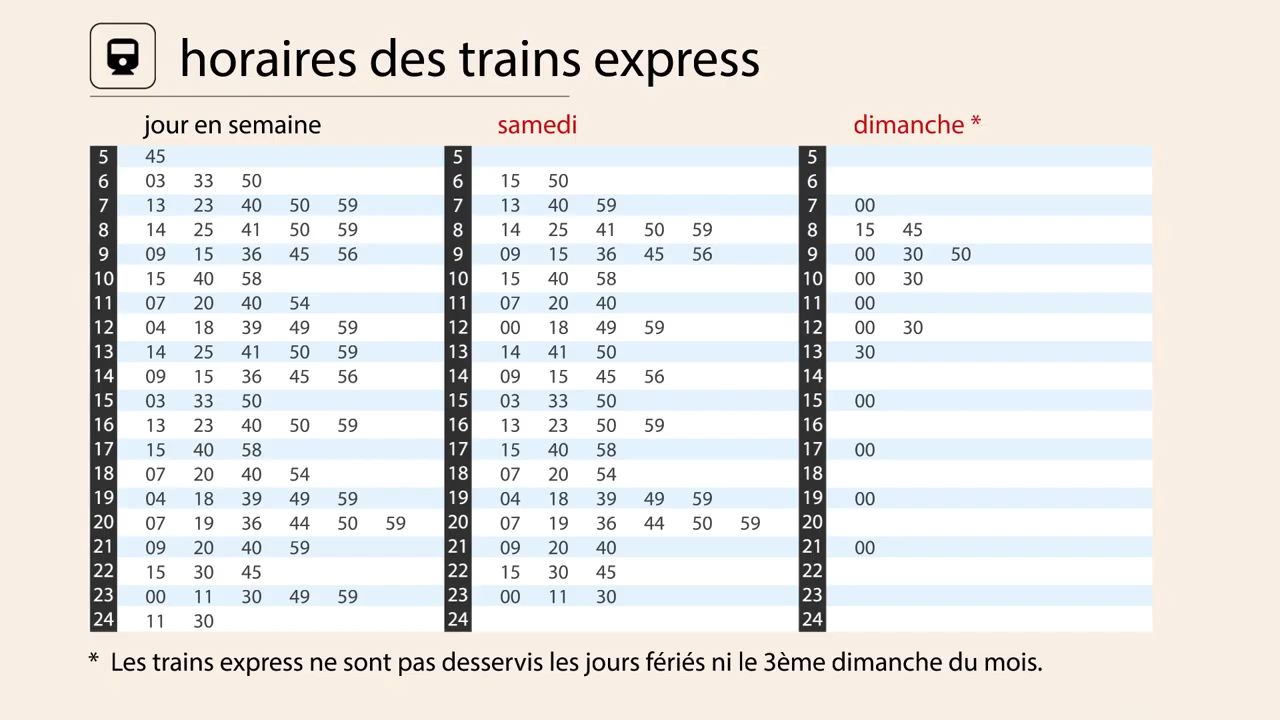 horaires des trains express
jour en semaine samedi dimanche *
5 45 5 5
6 03 33 50 6 15 50 6
7 13 23 40 50 59 7 13 40 59 7 00
8 14 25 41 50 59 8 14 25 41 50 59 8 15 45
9 09 15 36 45 56 9 09 15 36 45 56 9 00 30 50
10 15 40 58 10 15 40 58 10 00 30
11 07 20 40 54 11 07 20 40 11 00
12 04 18 39 49 59 12 00 18 49 59 12 00 30
13 14 25 41 50 59 13 14 41 50 13 30
14 09 15 36 45 56 14 09 15 45 56 14
15 03 33 50 15 03 33 50 15 00
16 13 23 40 50 59 16 13 23 50 59 16
17 15 40 58 17 15 40 58 17 00
18 07 20 40 54 18 07 20 54 18
19 04 18 39 49 59 19 04 18 39 49 59 19 00
20 07 19 36 44 50 59 20 07 19 36 44 50 59 20
21 09 20 40 59 21 09 20 40 21 00
22 15 30 45 22 15 30 45 22
23 00 11 30 49 59 23 00 11 30 23
24 11 30 24 24
* Les trains express ne sont pas desservis les jours fériés ni le 3ème dimanche du mois.